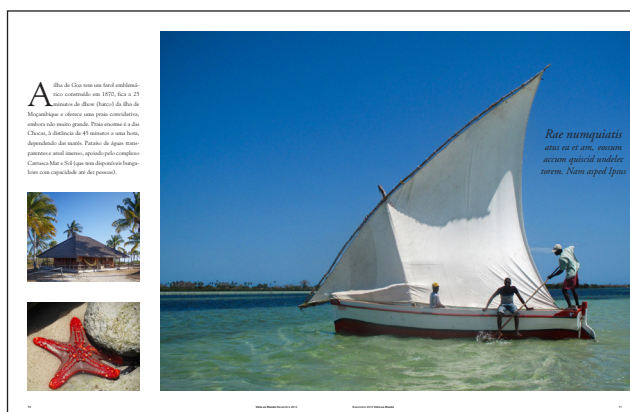 A ilha de Goa tem um farol emblemá-
tico construído em 1870, fica a 25
minutos de dhow (barco) da ilha de
Moçambique e oferece uma praia convidativa,
embora não muito grande. Praia enorme é a das
Chocas, à distância de 45 minutos a uma hora,
dependendo das marés. Paraíso de águas trans-
parentes e areal imenso, apoiado pelo complexo
Carrusca Mar e Sol (que tem disponíveis banga-
lows com capacidade até dez pessoas).
Rae numquiatis
atus ea et am, eossum
accum quiscid undelec
torem. Nam asped Ipsus